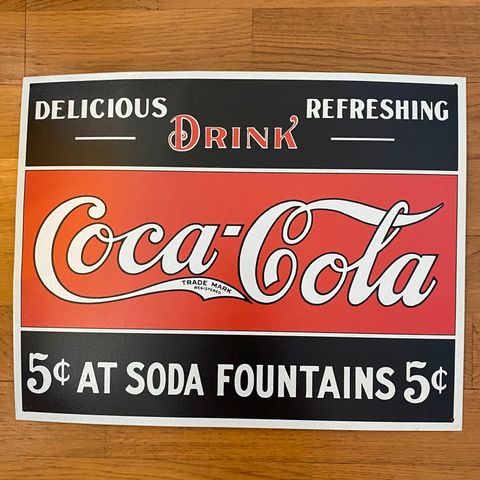 DELICIOUS REFRESHING
DRINK
Coca-Cola
TRADE MARK
REGISTERED
5¢ AT SODA FOUNTAINS 5¢